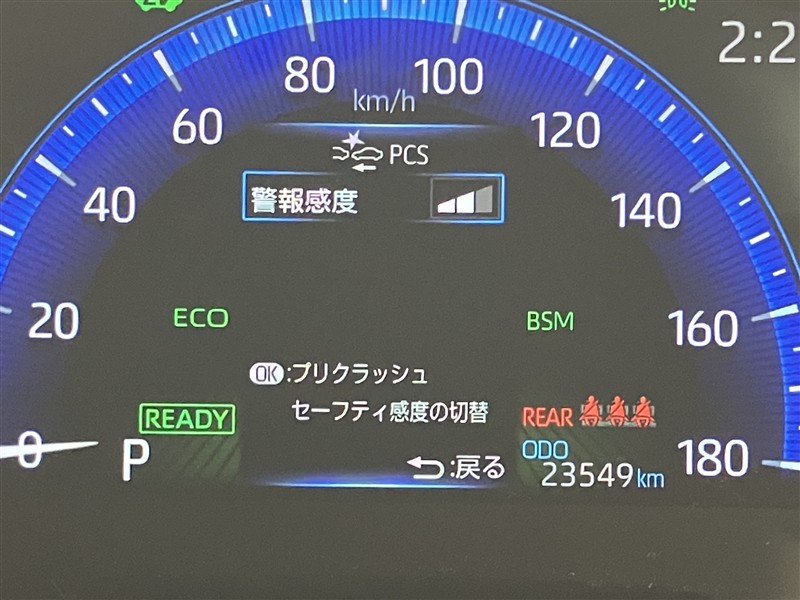 2:2
80
100
km/h
60
120
PCS
警報感度
40
140
20
ECO
BSM
160
OK:プリクラッシュ
セーフティ感度の切替
READY
REAR
0
P
:戻る
ODO
23549km
180